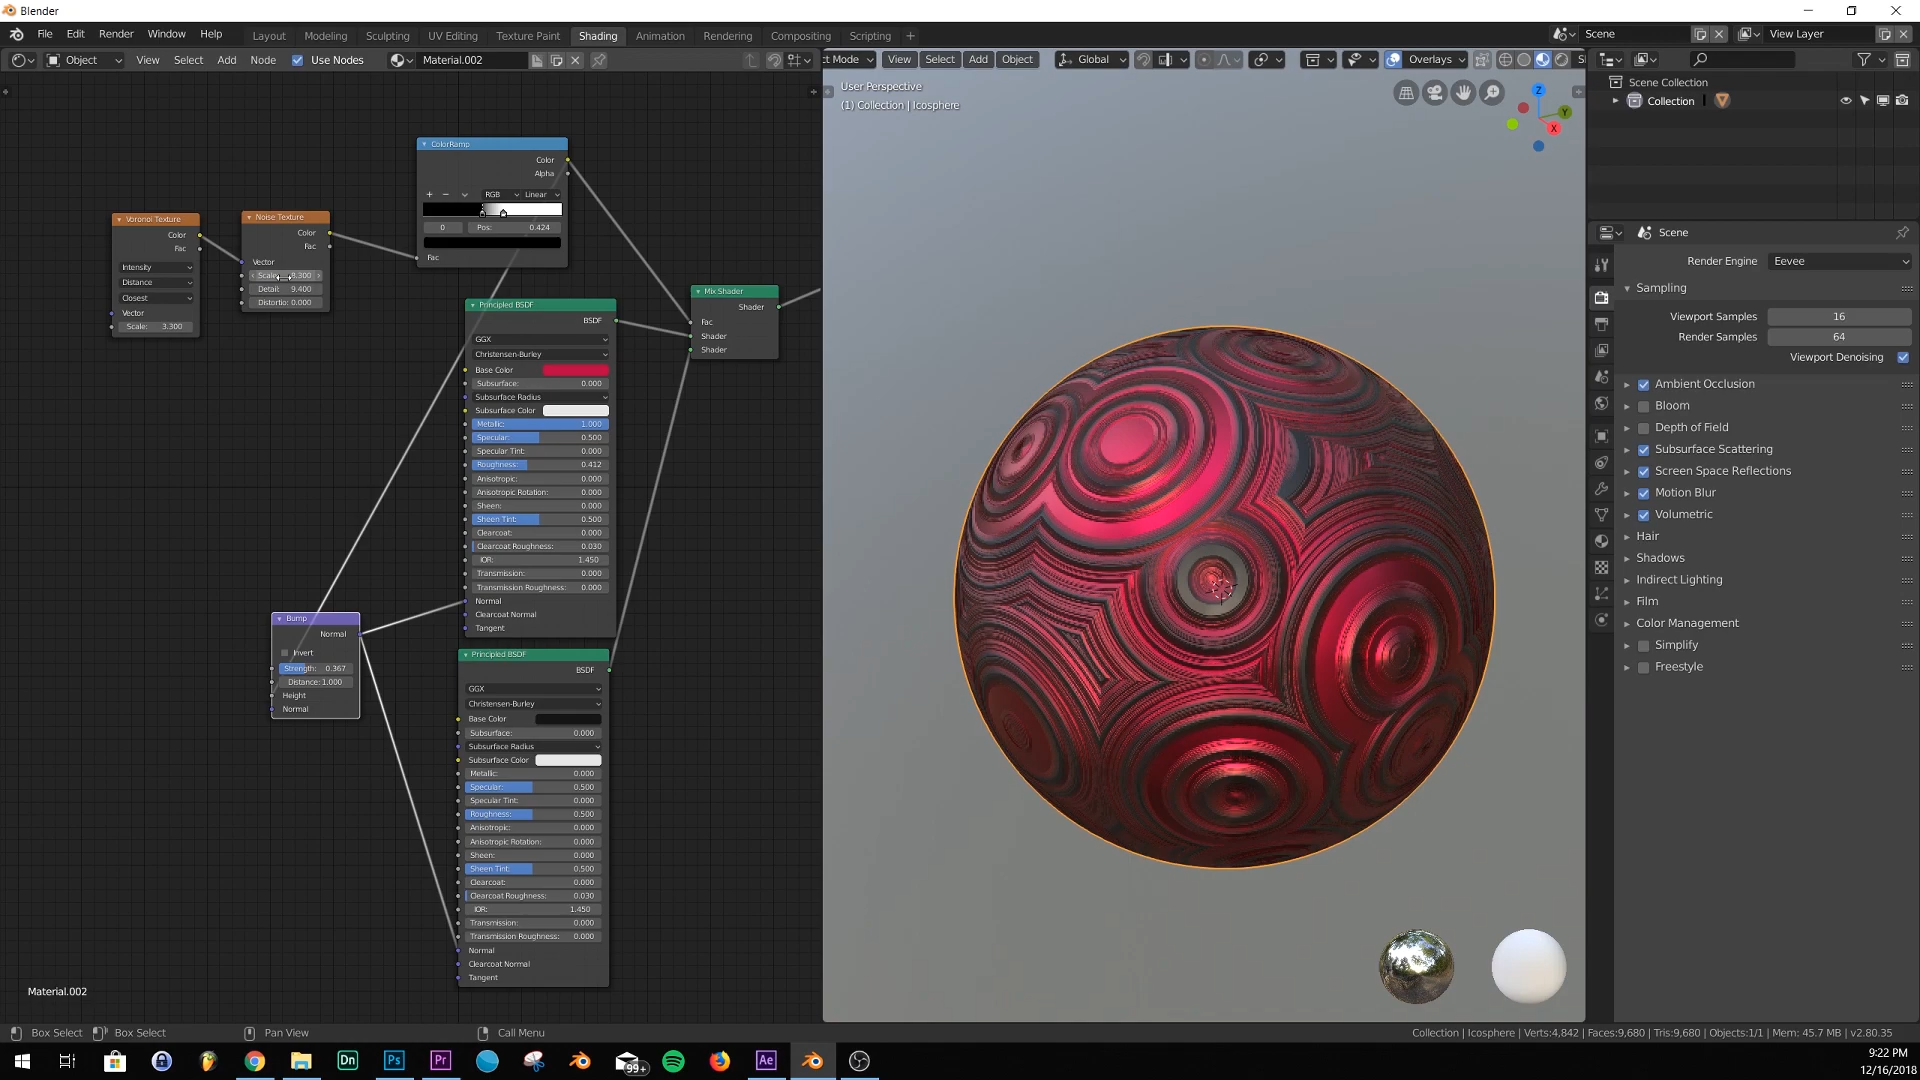 Blender
File Edit Render Window Help
Layout Modeling Sculpting UV Editing Texture Paint Shading Animation Rendering Compositing Scripting
Scene
View Layer
Object View Select Add Node Use Nodes Material.002
Mode View Select Add Object Global Overlays
User Perspective
(1) Collection | Icosphere
Z
Y
X
Scene Collection
Collection
Scene
Render Engine Eevee
Sampling
Viewport Samples 16
Render Samples 64
Viewport Denoising
Ambient Occlusion
Bloom
Depth of Field
Subsurface Scattering
Screen Space Reflections
Motion Blur
Volumetric
Hair
Shadows
Indirect Lighting
Film
Color Management
Simplify
Freestyle
Voronoi Texture
Color
Fac
Intensity
Distance
Closest
Vector
Scale: 3.300
Noise Texture
Color
Fac
Vector
Detail: 9.400
Distortio: 0.000
ColorRamp
Color
Alpha
RGB Linear
0 Pos: 0.424
Fac
Principled BSDF
BSDF
GGX
Christensen-Burley
Base Color
Subsurface: 0.000
Subsurface Radius
Subsurface Color
Metallic: 1.000
Specular: 0.500
Specular Tint: 0.000
Roughness: 0.412
Anisotropic: 0.000
Anisotropic Rotation: 0.000
Sheen: 0.000
Sheen Tint: 0.500
Clearcoat: 0.000
Clearcoat Roughness: 0.030
IOR: 1.450
Transmission: 0.000
Transmission Roughness: 0.000
Normal
Clearcoat Normal
Tangent
Mix Shader
Shader
Fac
Shader
Shader
Bump
Normal
Invert
Strength: 0.367
Distance: 1.000
Height
Normal
Principled BSDF
BSDF
GGX
Christensen-Burley
Base Color
Subsurface: 0.000
Subsurface Radius
Subsurface Color
Metallic: 0.000
Specular: 0.500
Specular Tint: 0.000
Roughness: 0.500
Anisotropic: 0.000
Anisotropic Rotation: 0.000
Sheen: 0.000
Sheen Tint: 0.500
Clearcoat: 0.000
Clearcoat Roughness: 0.030
IOR: 1.450
Transmission: 0.000
Transmission Roughness: 0.000
Normal
Clearcoat Normal
Tangent
Material.002
Box Select Box Select Pan View Call Menu
Collection | Icosphere | Verts:4,842 | Faces:9,680 | Tris:9,680 | Objects:1/1 | Mem: 45.7 MB | v2.80.35
Dn Ps Pr 99+ Ae
9:22 PM
12/16/2018